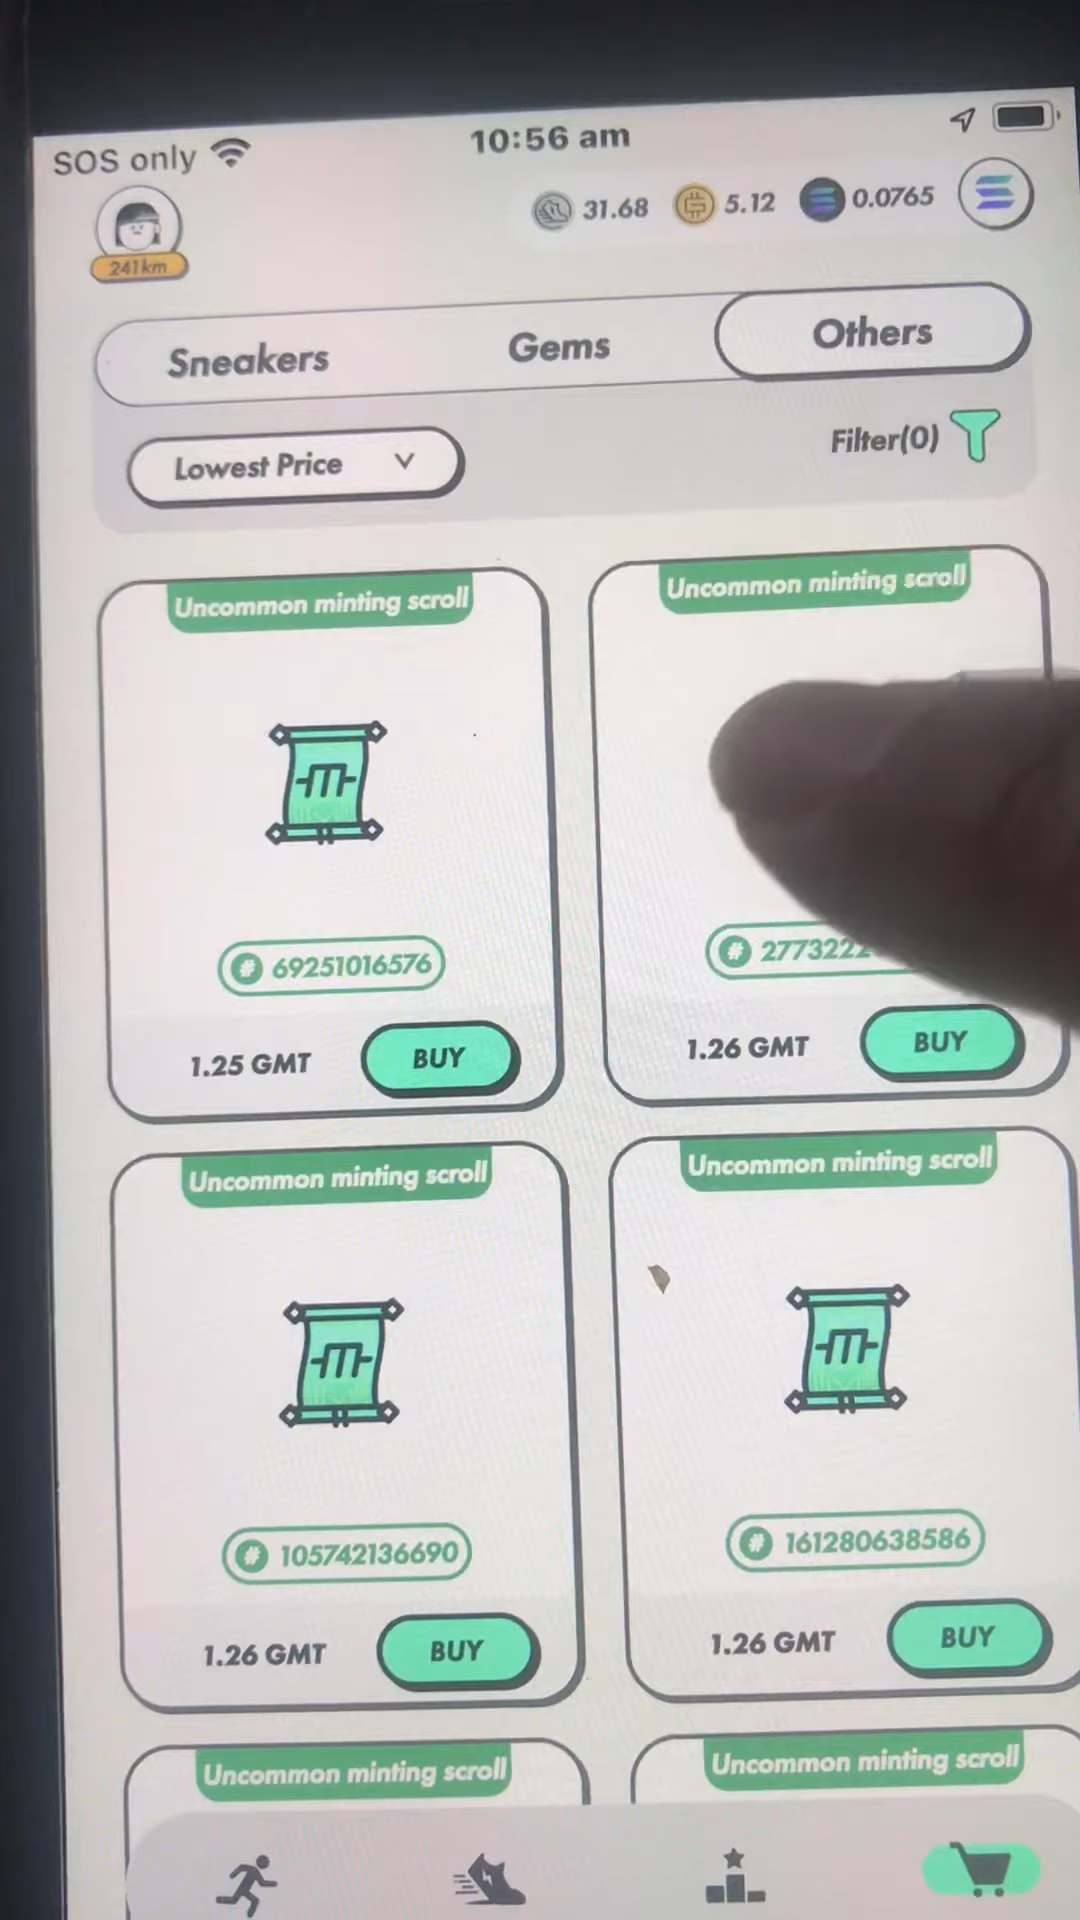 SOS only
10:56 am
31.68
5.12
0.0765
241km
Sneakers
Gems
Others
Lowest Price
Filter(0)
Uncommon minting scroll
Uncommon minting scroll
# 69251016576
# 277322
1.25 GMT
BUY
1.26 GMT
BUY
Uncommon minting scroll
Uncommon minting scroll
# 105742136690
# 161280638586
1.26 GMT
BUY
1.26 GMT
BUY
Uncommon minting scroll
Uncommon minting scroll